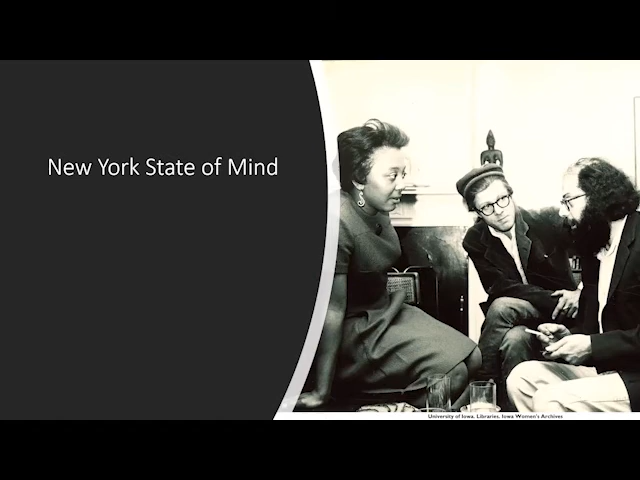 New York State of Mind
University of Iowa. Libraries. Iowa Women's Archives